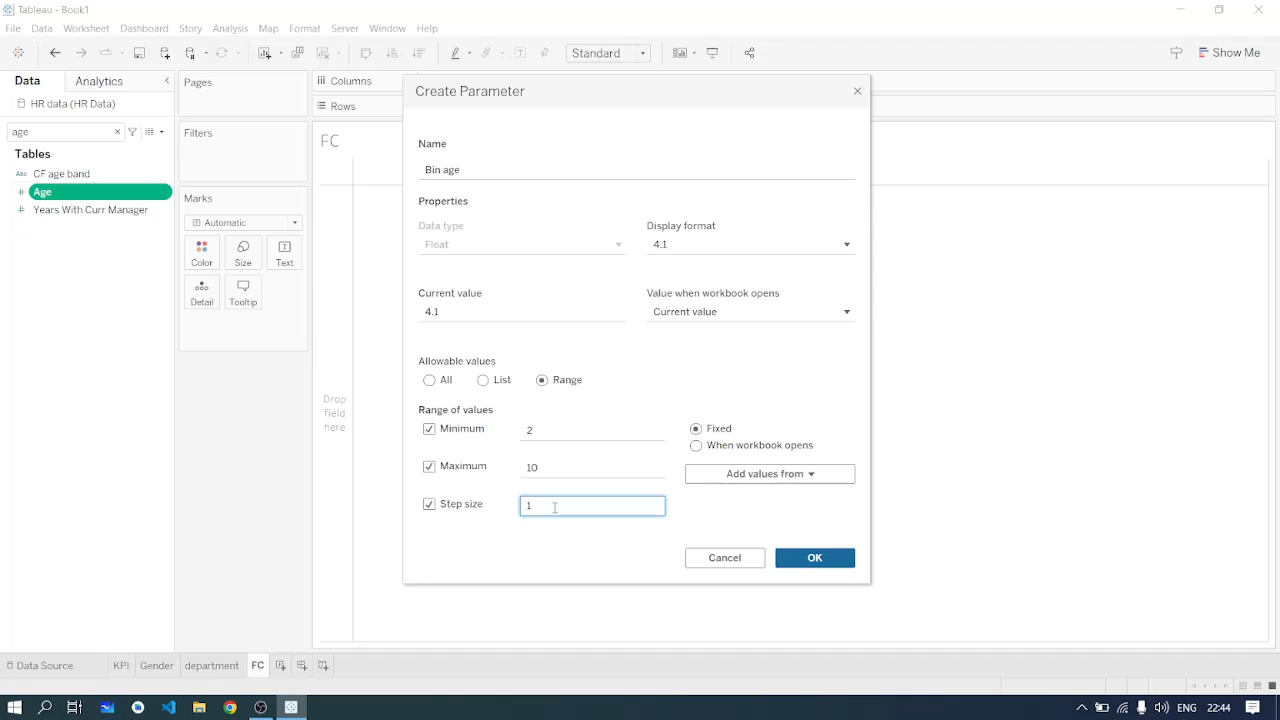 Tableau - Book1
File Data Worksheet Dashboard Story Analysis Map Format Server Window Help
Standard
Show Me
Data Analytics
HR data (HR Data)
age
Tables
Abc CF age band
# Age
# Years With Curr Manager
Pages
Filters
Marks
Automatic
Color Size Text
Detail Tooltip
Columns
Rows
FC
Drop
field
here
Create Parameter
Name
Bin age
Properties
Data type Display format
Float 4.1
Current value Value when workbook opens
4.1 Current value
Allowable values
All List Range
Range of values
Minimum 2 Fixed
When workbook opens
Maximum 10 Add values from
Step size 1
Cancel OK
Data Source KPI Gender department FC
ENG 22:44